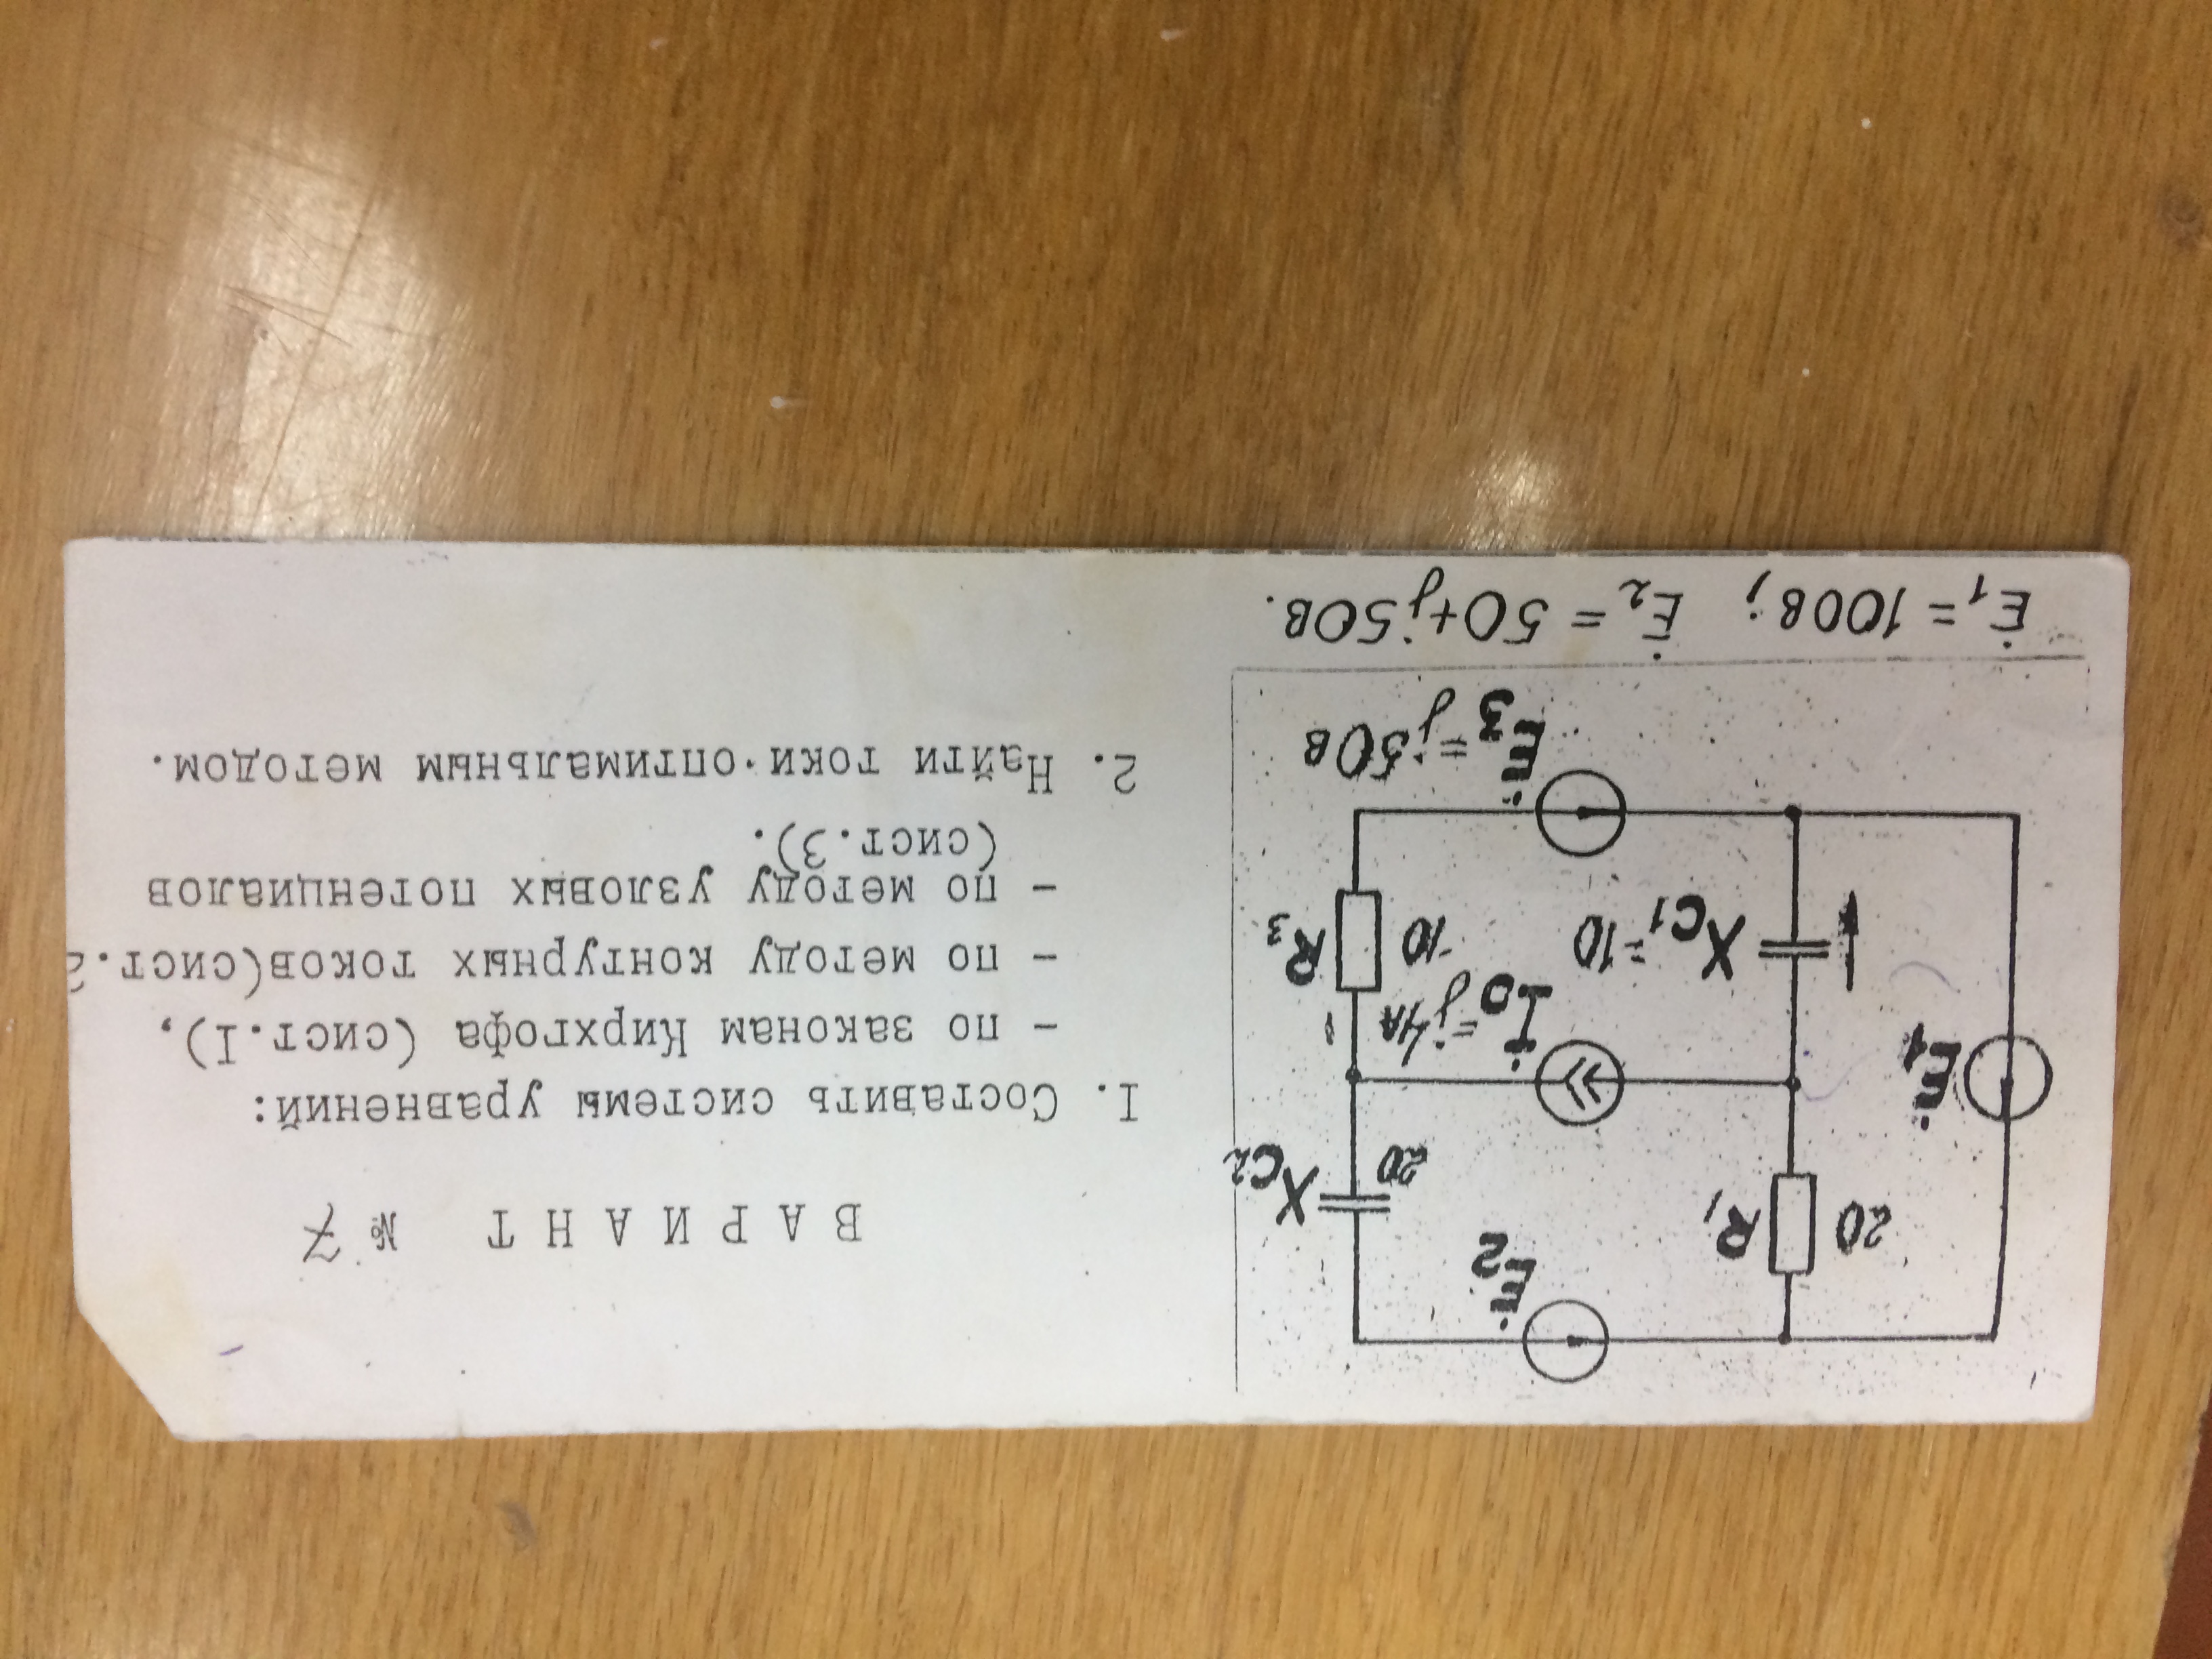 ВАРИАНТ № 7
1. Составить системы уравнений:
- по законам Кирхгофа (сист.1),
- по методу контурных токов(сист.2
- по методу узловых потенциалов
(сист.3).
2. Найти токи оптимальным методом.
Ė2
20
R1
XC2
20
Ė1
İ0
=j4А
XC1
=10
R3
10
Ė3
=j50В
Ė1 = 100В; Ė2 = 50+j50В.